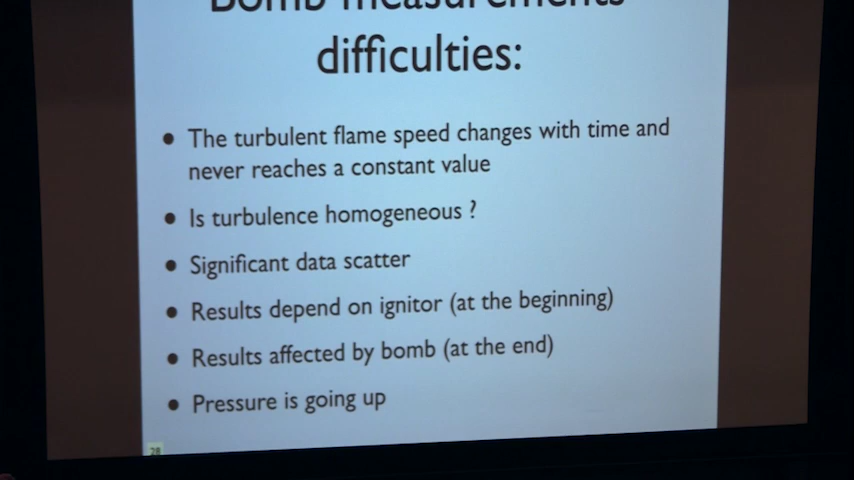 Bomb measurements
difficulties:
• The turbulent flame speed changes with time and
never reaches a constant value
• Is turbulence homogeneous ?
• Significant data scatter
• Results depend on ignitor (at the beginning)
• Results affected by bomb (at the end)
• Pressure is going up
28